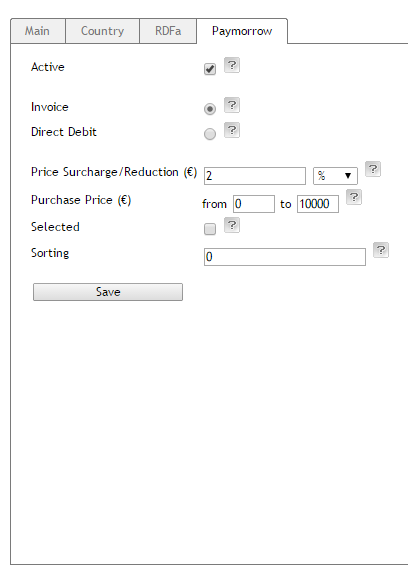 Main Country RDFa Paymorrow
Active ?
Invoice ?
Direct Debit ?
Price Surcharge/Reduction (€) 2 % ?
Purchase Price (€) from 0 to 10000 ?
Selected ?
Sorting 0 ?
Save